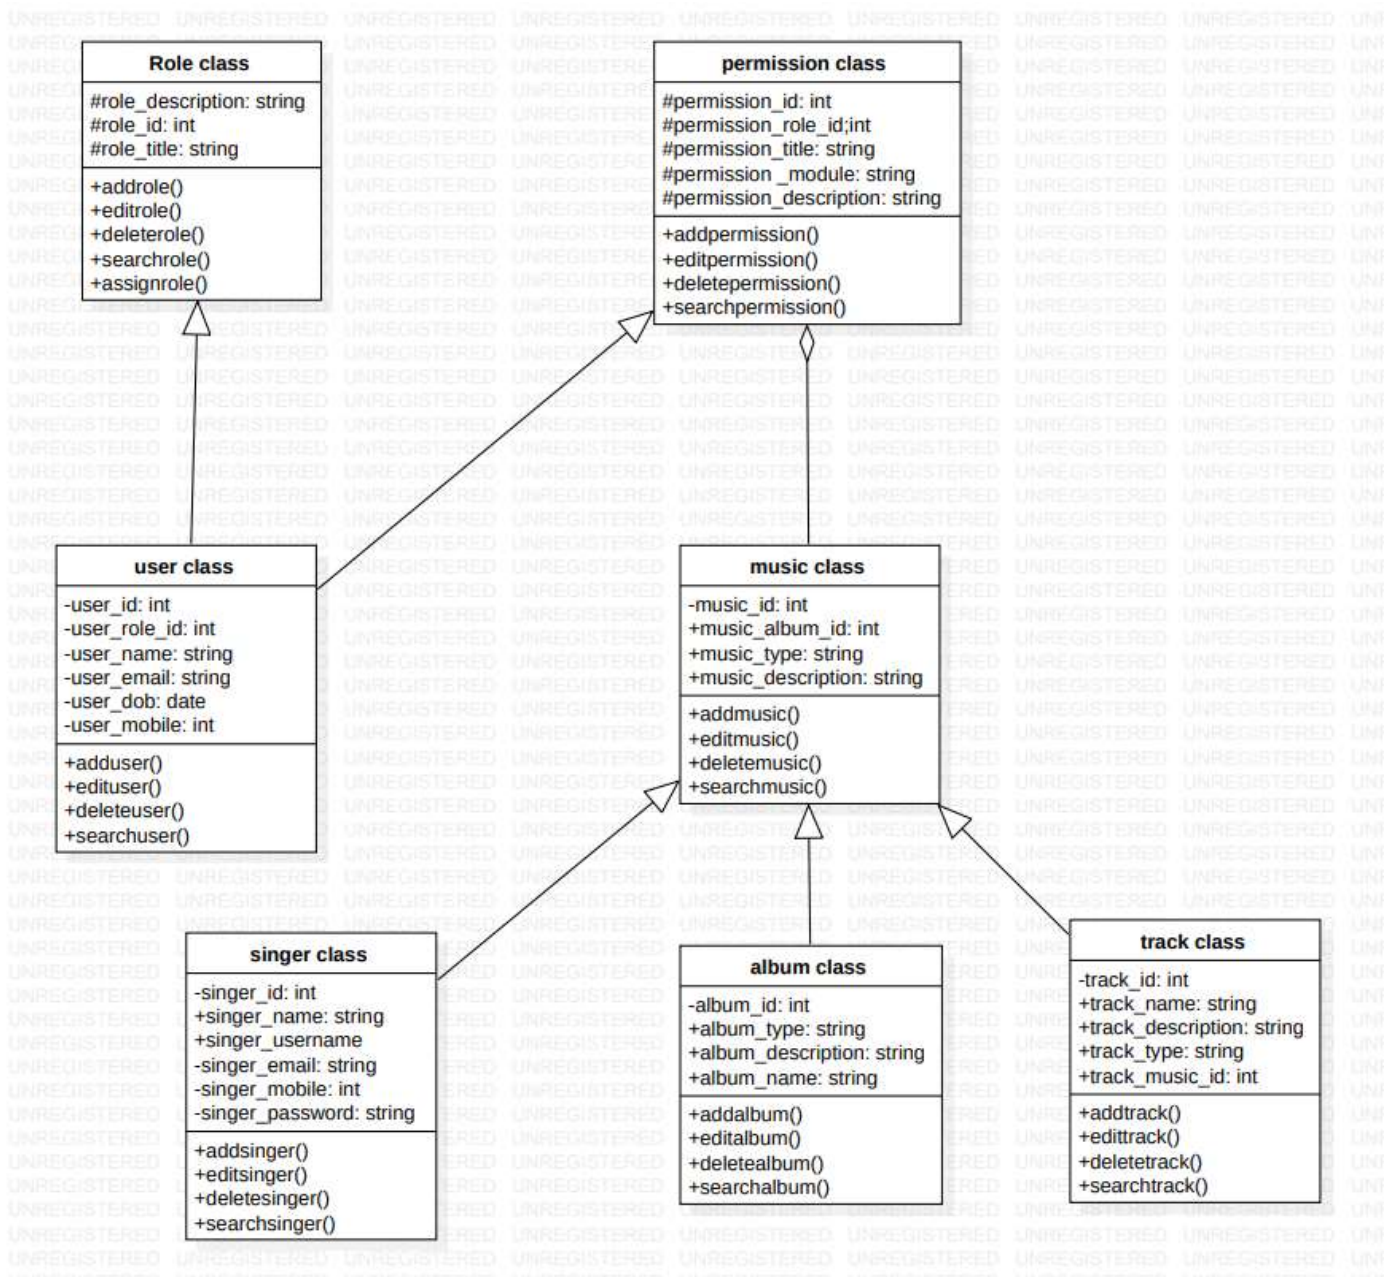 Role class
#role_description: string
#role_id: int
#role_title: string
+addrole()
+editrole()
+deleterole()
+searchrole()
+assignrole()
permission class
#permission_id: int
#permission_role_id;int
#permission_title: string
#permission _module: string
#permission_description: string
+addpermission()
+editpermission()
+deletepermission()
+searchpermission()
user class
-user_id: int
-user_role_id: int
-user_name: string
-user_email: string
-user_dob: date
-user_mobile: int
+adduser()
+edituser()
+deleteuser()
+searchuser()
music class
-music_id: int
+music_album_id: int
+music_type: string
+music_description: string
+addmusic()
+editmusic()
+deletemusic()
+searchmusic()
singer class
-singer_id: int
+singer_name: string
+singer_username
-singer_email: string
-singer_mobile: int
-singer_password: string
+addsinger()
+editsinger()
+deletesinger()
+searchsinger()
album class
-album_id: int
+album_type: string
+album_description: string
+album_name: string
+addalbum()
+editalbum()
+deletealbum()
+searchalbum()
track class
-track_id: int
+track_name: string
+track_description: string
+track_type: string
+track_music_id: int
+addtrack()
+edittrack()
+deletetrack()
+searchtrack()
UNREGISTERED